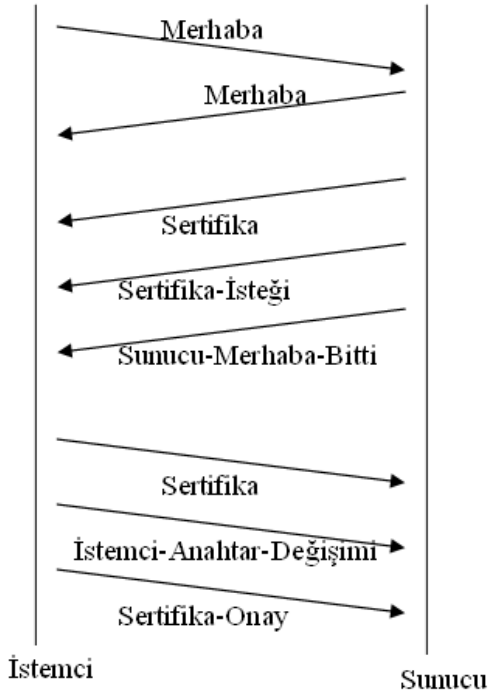 Merhaba
Merhaba
Sertifika
Sertifika-İsteği
Sunucu-Merhaba-Bitti
Sertifika
İstemci-Anahtar-Değişimi
Sertifika-Onay
İstemci
Sunucu